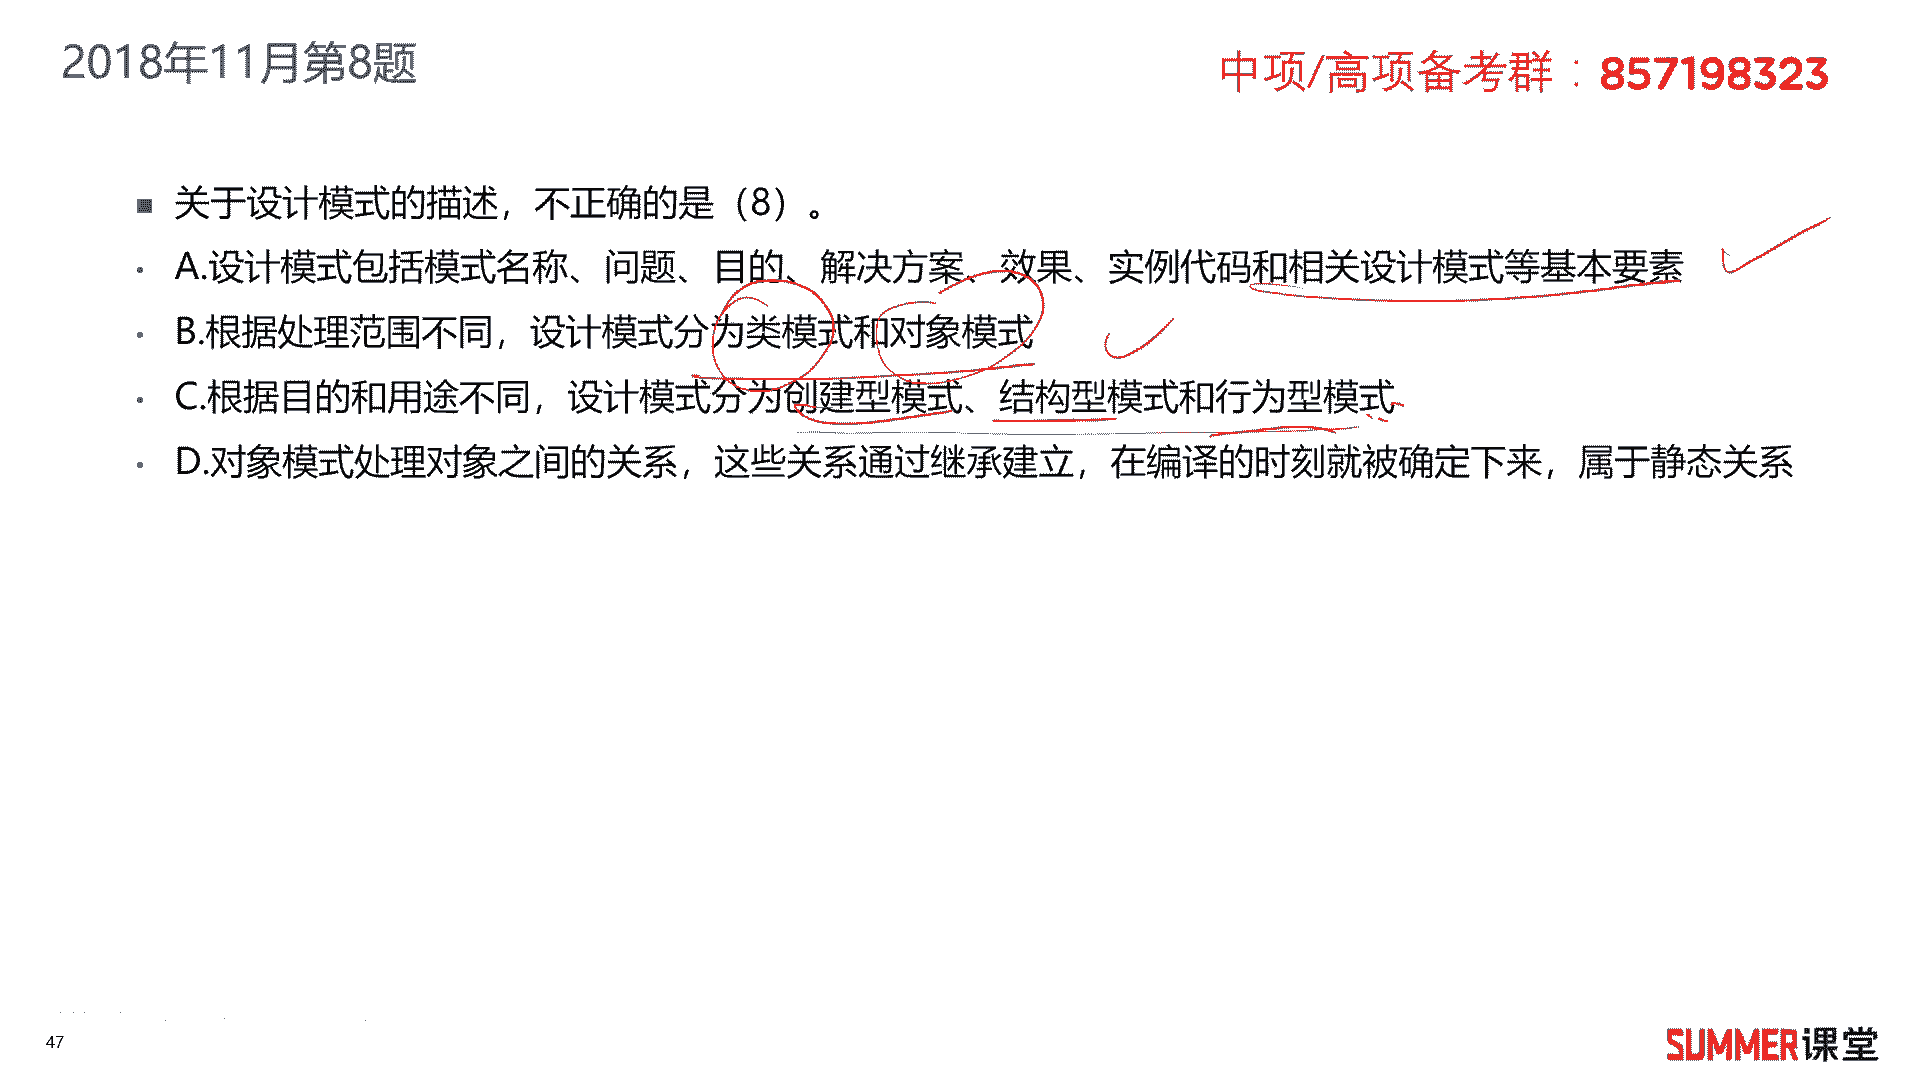 2018年11月第8题
中项/高项备考群：857198323
■ 关于设计模式的描述，不正确的是（8）。
• A.设计模式包括模式名称、问题、目的、解决方案、效果、实例代码和相关设计模式等基本要素
• B.根据处理范围不同，设计模式分为类模式和对象模式
• C.根据目的和用途不同，设计模式分为创建型模式、结构型模式和行为型模式
• D.对象模式处理对象之间的关系，这些关系通过继承建立，在编译的时刻就被确定下来，属于静态关系
47
SUMMER课堂